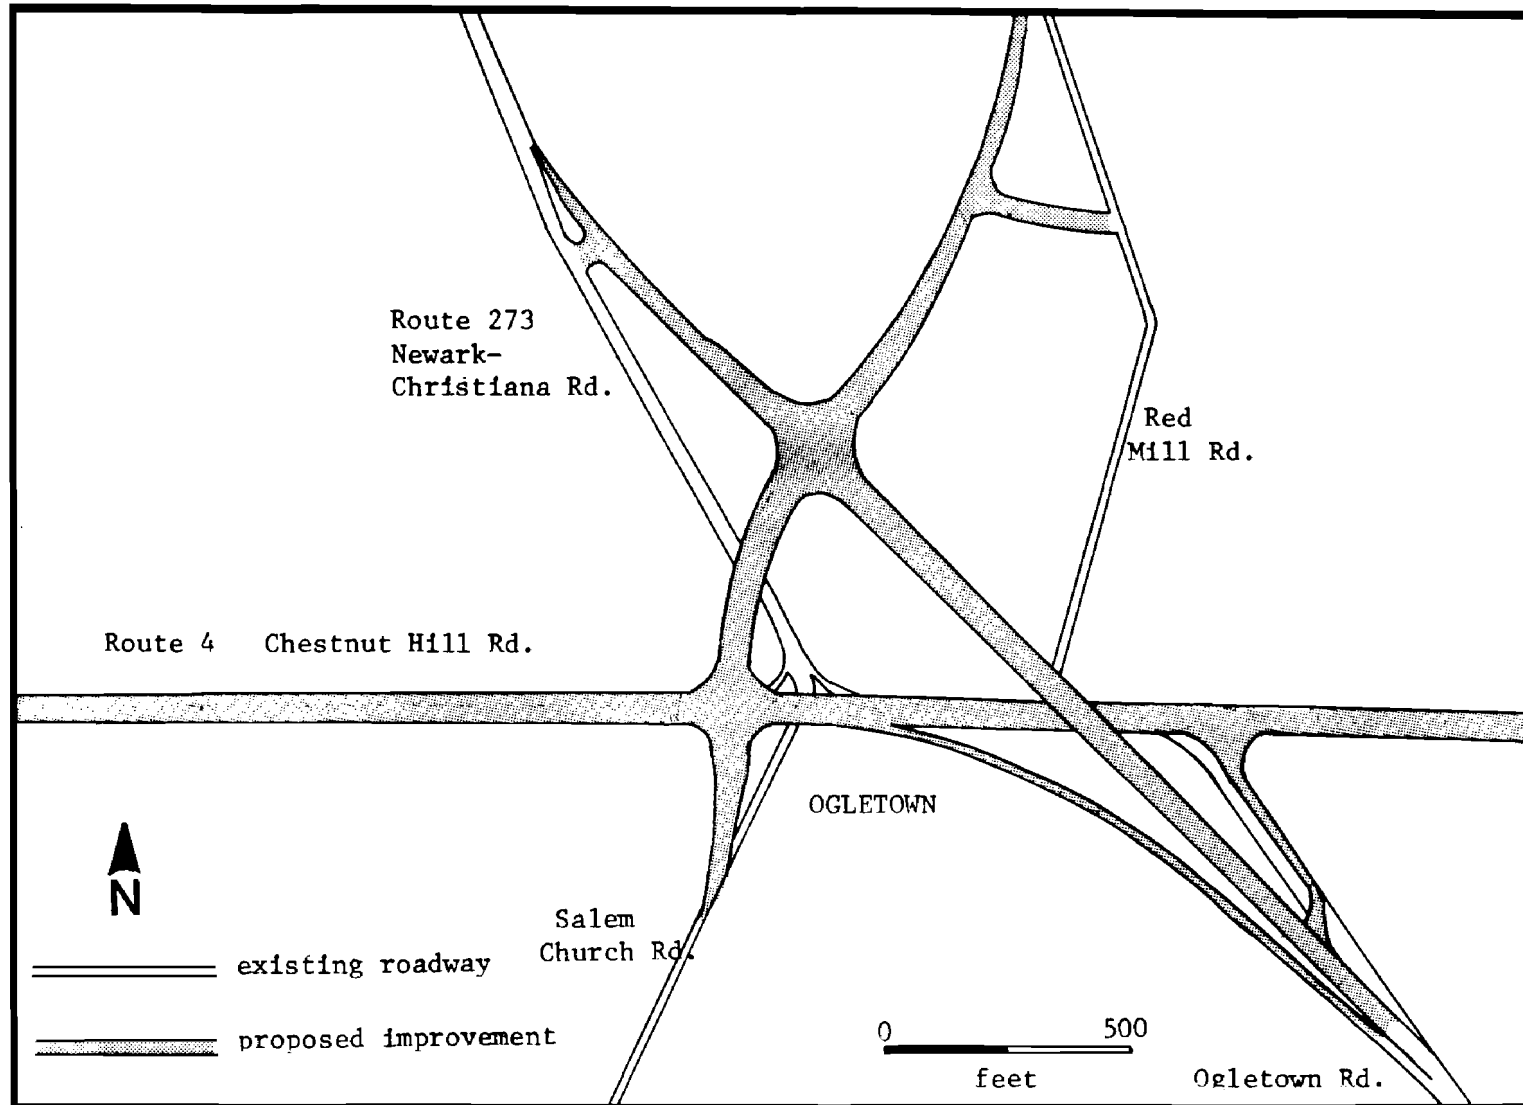 Route 273
Newark-
Christiana Rd.
Red
Mill Rd.
Route 4 Chestnut Hill Rd.
OGLETOWN
N
Salem
Church Rd.
existing roadway
proposed improvement
0 500
feet
Ogletown Rd.